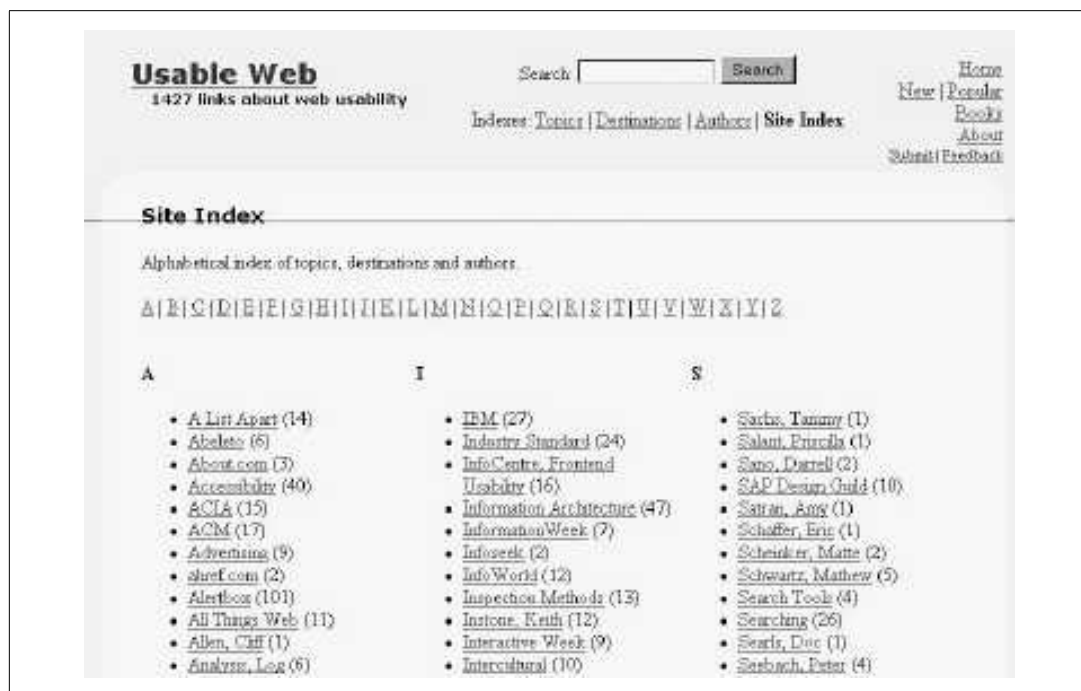 Usable Web
1427 links about web usability
Search: Search
Indexes: Topics | Destinations | Authors | Site Index
Home
New | Popular
Books
About
Submit | Feedback
Site Index
Alphabetical index of topics, destinations and authors.
A | B | C | D | E | F | G | H | I | J | K | L | M | N | O | P | Q | R | S | T | U | V | W | X | Y | Z
A
• A List Apart (14)
• Abeleto (6)
• About.com (3)
• Accessibility (40)
• ACIA (15)
• ACM (17)
• Advertising (9)
• ahref.com (2)
• Alertbox (101)
• All Things Web (11)
• Allen, Cliff (1)
• Analysis, Log (6)
I
• IBM (27)
• Industry Standard (24)
• InfoCentre, Frontend
Usability (16)
• Information Architecture (47)
• InformationWeek (7)
• Infoseek (2)
• InfoWorld (12)
• Inspection Methods (13)
• Instone, Keith (12)
• Interactive Week (9)
• Intercultural (10)
S
• Sachs, Tammy (1)
• Salant, Priscilla (1)
• Sano, Darrell (2)
• SAP Design Guild (10)
• Satran, Amy (1)
• Schaffer, Eric (1)
• Scheinker, Matte (2)
• Schwartz, Mathew (5)
• Search Tools (4)
• Searching (26)
• Searls, Doc (1)
• Seebach, Peter (4)